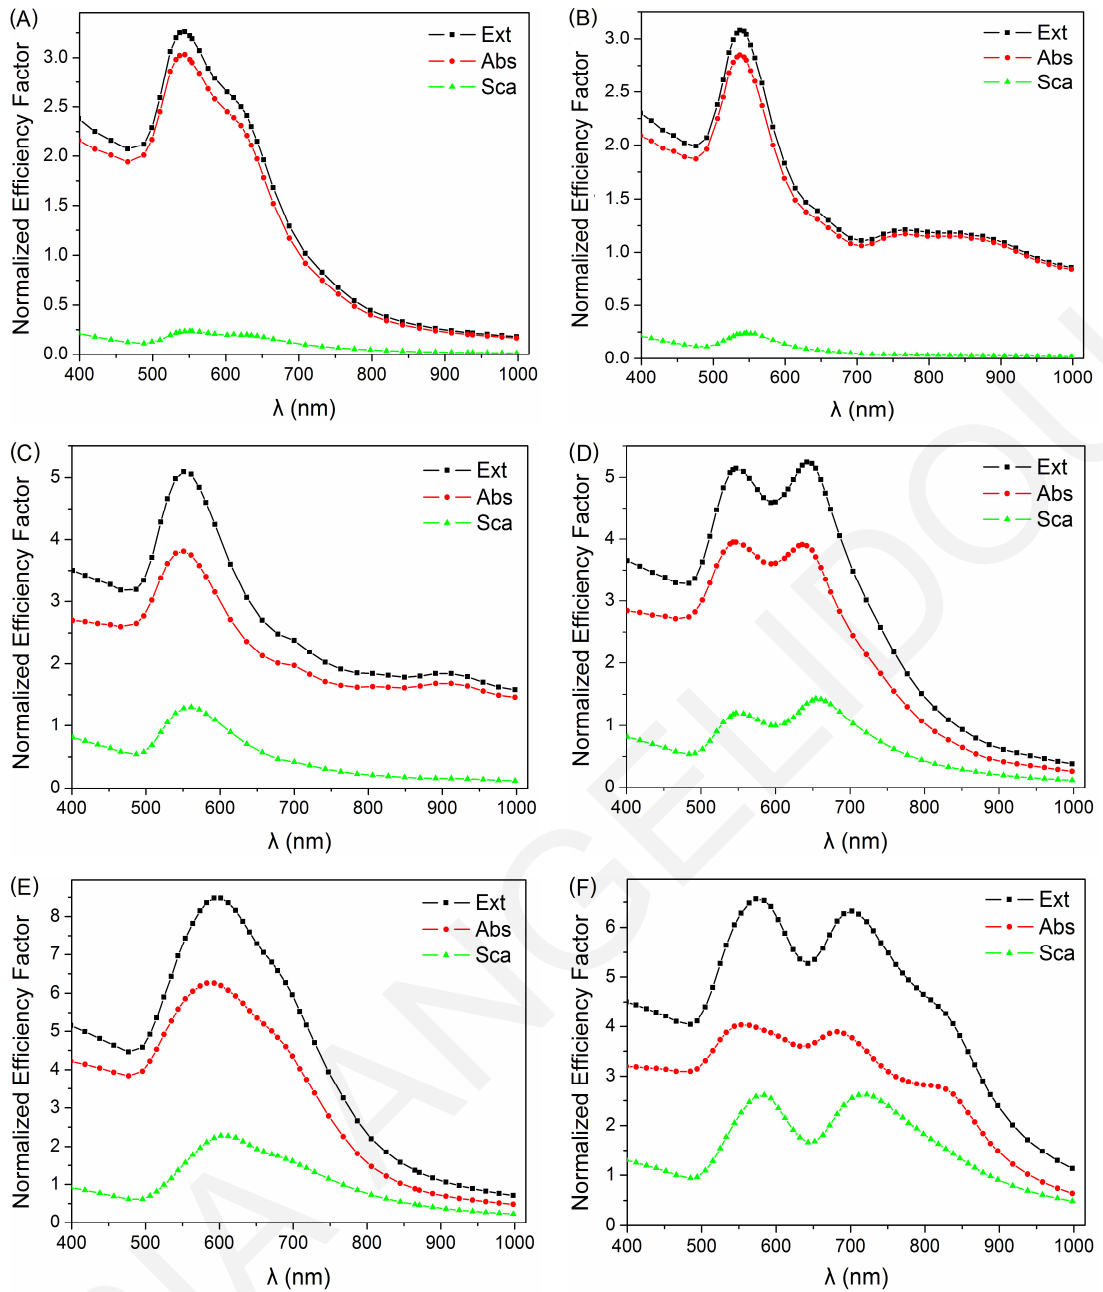 (A)
Normalized Efficiency Factor
Ext
Abs
Sca
3.0
2.5
2.0
1.5
1.0
0.5
0.0
400 500 600 700 800 900 1000
λ (nm)
(B)
Normalized Efficiency Factor
Ext
Abs
Sca
3.0
2.5
2.0
1.5
1.0
0.5
0.0
400 500 600 700 800 900 1000
λ (nm)
(C)
Normalized Efficiency Factor
Ext
Abs
Sca
5
4
3
2
1
0
400 500 600 700 800 900 1000
λ (nm)
(D)
Normalized Efficiency Factor
Ext
Abs
Sca
5
4
3
2
1
0
400 500 600 700 800 900 1000
λ (nm)
(E)
Normalized Efficiency Factor
Ext
Abs
Sca
8
7
6
5
4
3
2
1
0
400 500 600 700 800 900 1000
λ (nm)
(F)
Normalized Efficiency Factor
Ext
Abs
Sca
6
5
4
3
2
1
0
400 500 600 700 800 900 1000
λ (nm)
ANGELIDOU